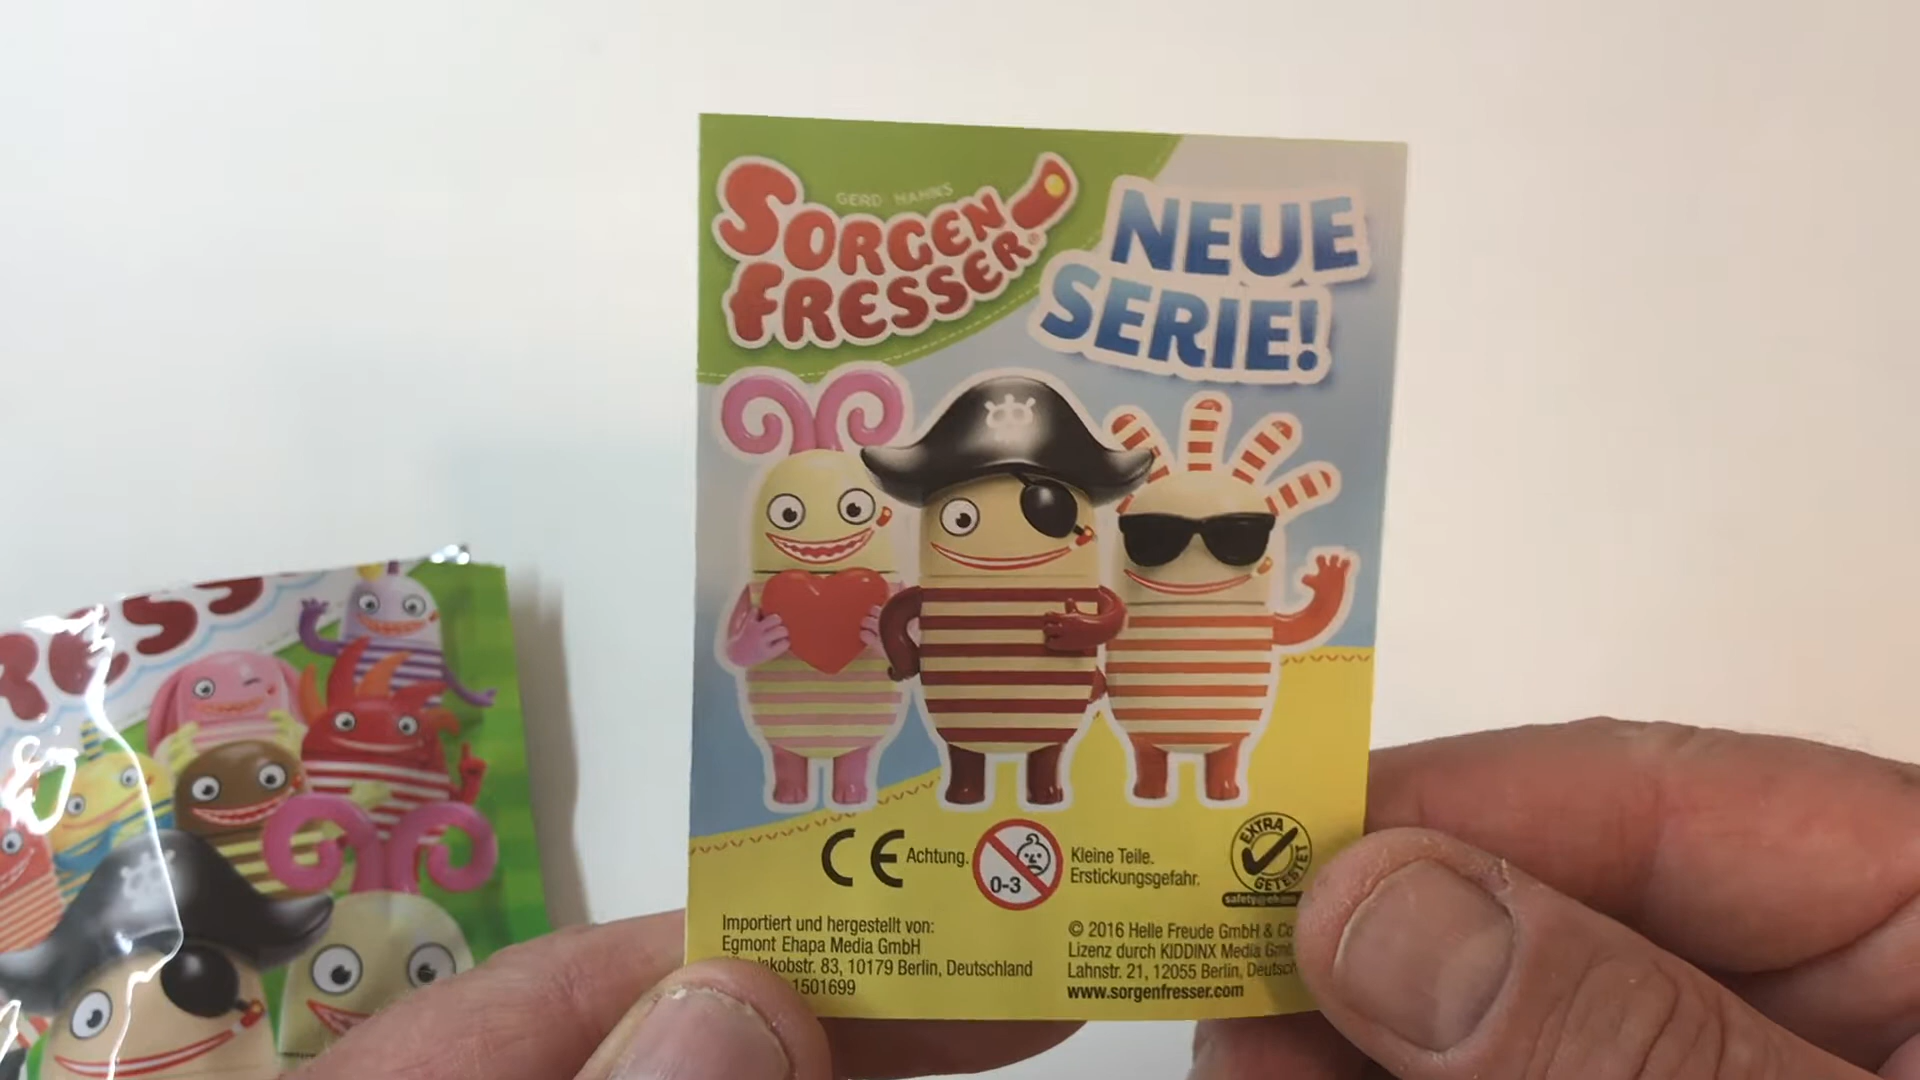 GERD HAHNS
SORGEN
FRESSER®
NEUE
SERIE!
CE Achtung. 0-3 Kleine Teile.
Erstickungsgefahr.
EXTRA
GETESTET
Importiert und hergestellt von:
Egmont Ehapa Media GmbH
83, 10179 Berlin, Deutschland
1501699
© 2016 Helle Freude GmbH & Co
Lizenz durch KIDDINX Media
Lahnstr. 21, 12055 Berlin,
www.sorgenfresser.com